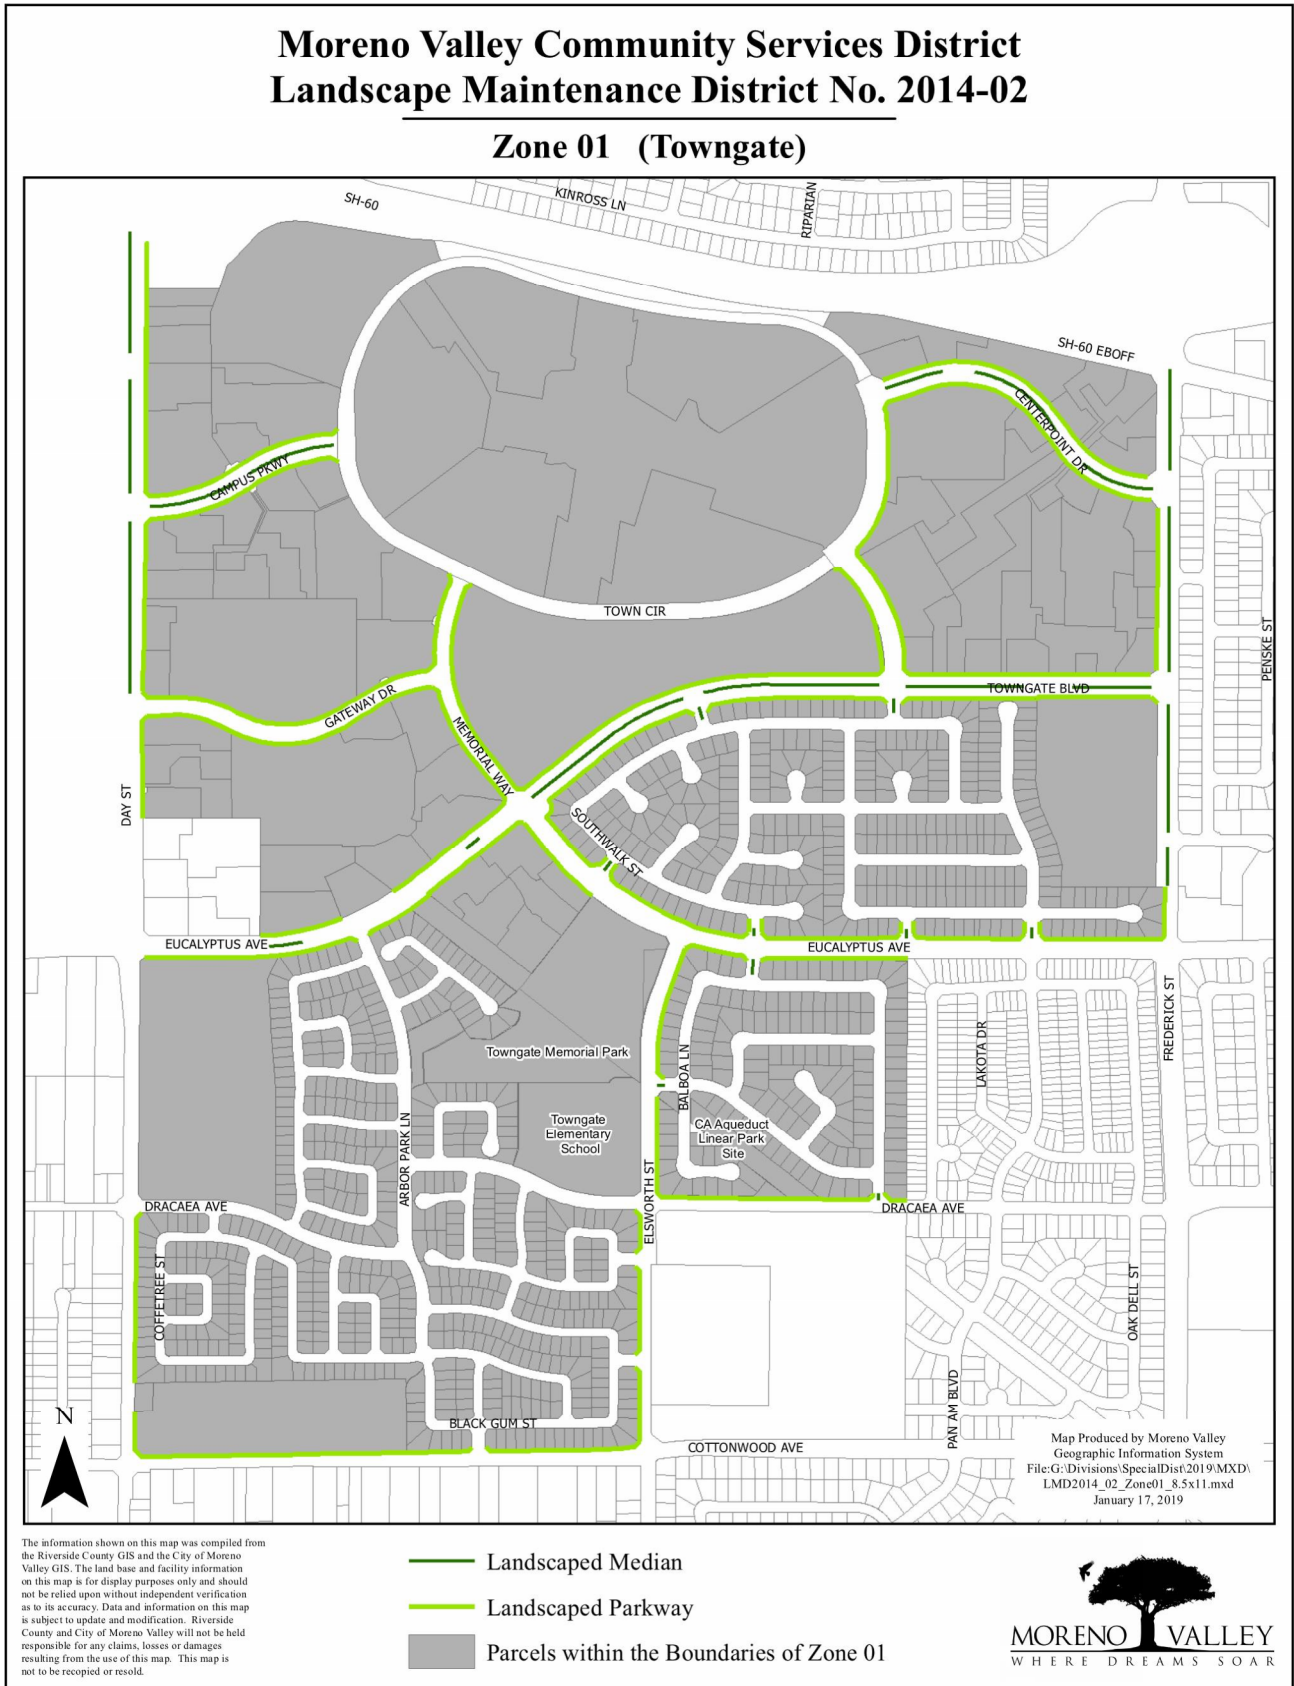 Moreno Valley Community Services District
Landscape Maintenance District No. 2014-02
Zone 01 (Towngate)
SH-60
KINROSS LN
RIPARIAN
SH-60 EBOFF
CENTERPOINT DR
CAMPUS PKWY
TOWN CIR
PENSKE ST
TOWNGATE BLVD
GATEWAY DR
MEMORIAL WAY
DAY ST
SOUTHWALK ST
EUCALYPTUS AVE
EUCALYPTUS AVE
FREDERICK ST
LAKOTA DR
BALBOA LN
Towngate Memorial Park
Towngate
Elementary
School
CA Aqueduct
Linear Park
Site
ARBOR PARK LN
ELSWORTH ST
DRACAEA AVE
DRACAEA AVE
COFFETREE ST
OAK DELL ST
PAN AM BLVD
BLACK GUM ST
COTTONWOOD AVE
N
Map Produced by Moreno Valley
Geographic Information System
File:G:\Divisions\SpecialDist\2019\MXD\
LMD2014_02_Zone01_8.5x11.mxd
January 17, 2019
The information shown on this map was compiled from
the Riverside County GIS and the City of Moreno
Valley GIS. The land base and facility information
on this map is for display purposes only and should
not be relied upon without independent verification
as to its accuracy. Data and information on this map
is subject to update and modification. Riverside
County and City of Moreno Valley will not be held
responsible for any claims, losses or damages
resulting from the use of this map. This map is
not to be recopied or resold.
Landscaped Median
Landscaped Parkway
Parcels within the Boundaries of Zone 01
MORENO VALLEY
WHERE DREAMS SOAR